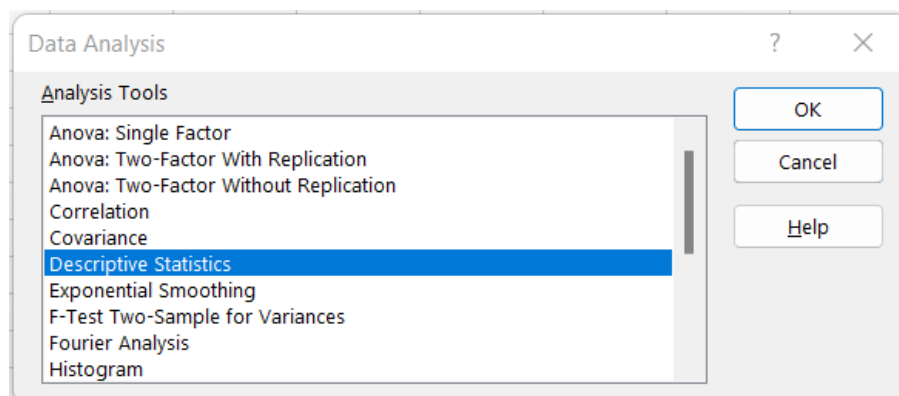 Data Analysis ?
Analysis Tools
Anova: Single Factor
Anova: Two-Factor With Replication
Anova: Two-Factor Without Replication
Correlation
Covariance
Descriptive Statistics
Exponential Smoothing
F-Test Two-Sample for Variances
Fourier Analysis
Histogram
OK
Cancel
Help